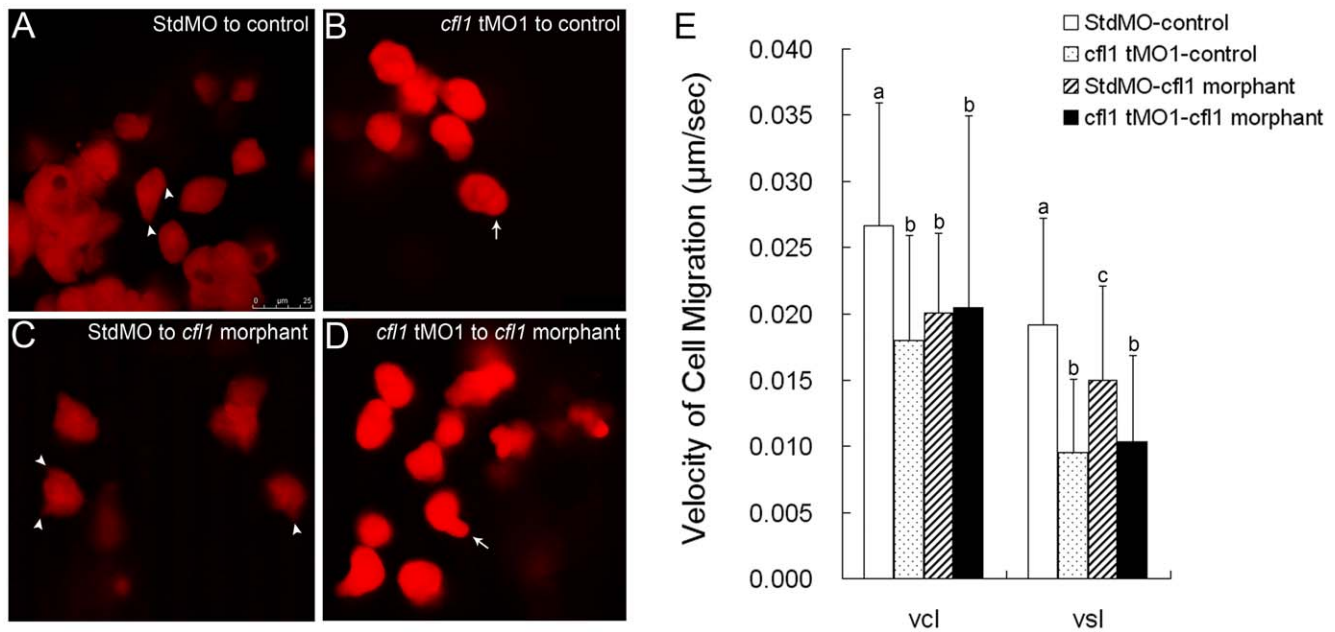 A StdMO to control
B cfl1 tMO1 to control
0 µm 25
C StdMO to cfl1 morphant
D cfl1 tMO1 to cfl1 morphant
E
StdMO-control
cfl1 tMO1-control
StdMO-cfl1 morphant
cfl1 tMO1-cfl1 morphant
Velocity of Cell Migration (µm/sec)
0.040
0.035
0.030
0.025
0.020
0.015
0.010
0.005
0.000
a
b
b
b
a
b
c
b
vcl
vsl